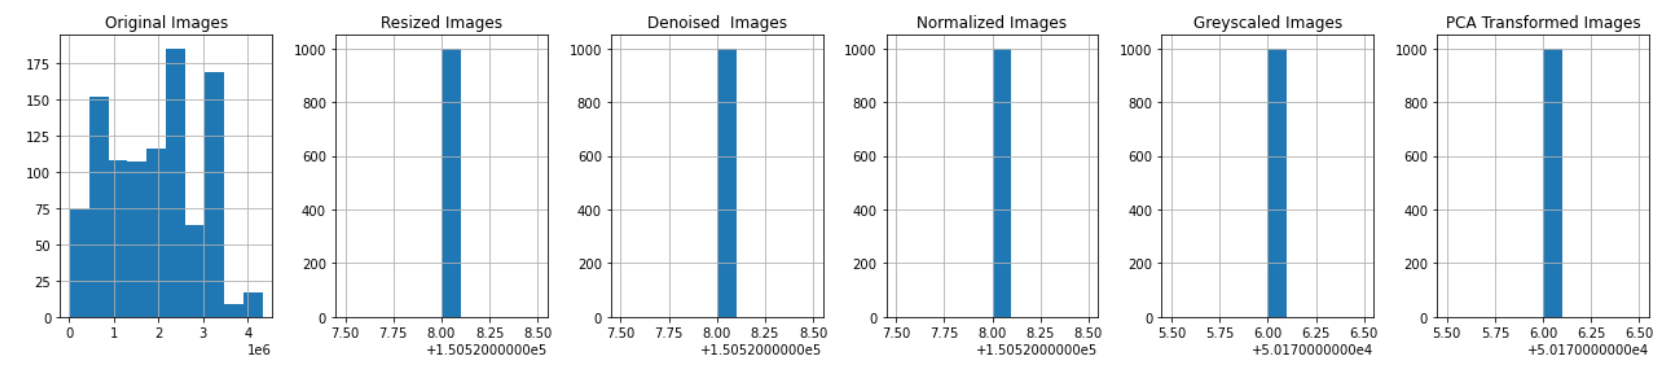 Original Images
175
150
125
100
75
50
25
0
0 1 2 3 4
1e6
Resized Images
1000
800
600
400
200
0
7.50 7.75 8.00 8.25 8.50
+1.5052000000e5
Denoised  Images
1000
800
600
400
200
0
7.50 7.75 8.00 8.25 8.50
+1.5052000000e5
Normalized Images
1000
800
600
400
200
0
7.50 7.75 8.00 8.25 8.50
+1.5052000000e5
Greyscaled Images
1000
800
600
400
200
0
5.50 5.75 6.00 6.25 6.50
+5.0170000000e4
PCA Transformed Images
1000
800
600
400
200
0
5.50 5.75 6.00 6.25 6.50
+5.0170000000e4